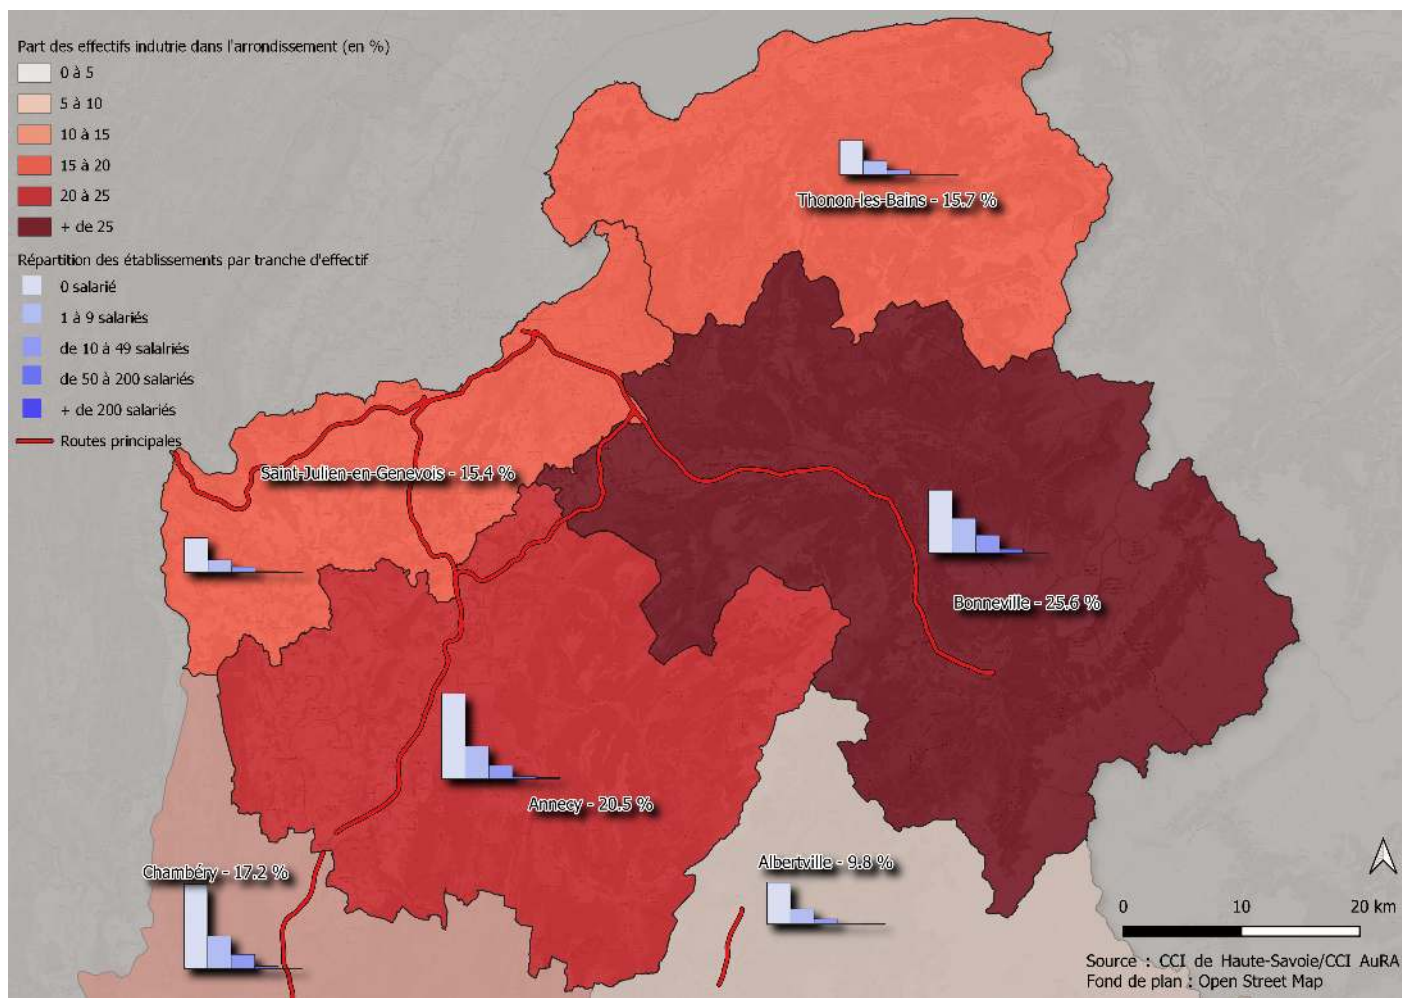 Part des effectifs indutrie dans l'arrondissement (en %)
0 à 5
5 à 10
10 à 15
15 à 20
20 à 25
+ de 25
Répartition des établissements par tranche d'effectif
0 salarié
1 à 9 salariés
de 10 à 49 salalriés
de 50 à 200 salariés
+ de 200 salariés
Routes principales
Thonon-les-Bains - 15.7 %
Saint-Julien-en-Genevois - 15.4 %
Bonneville - 25.6 %
Annecy - 20.5 %
Chambéry - 17.2 %
Albertville - 9.8 %
0 10 20 km
Source : CCI de Haute-Savoie/CCI AuRA
Fond de plan : Open Street Map